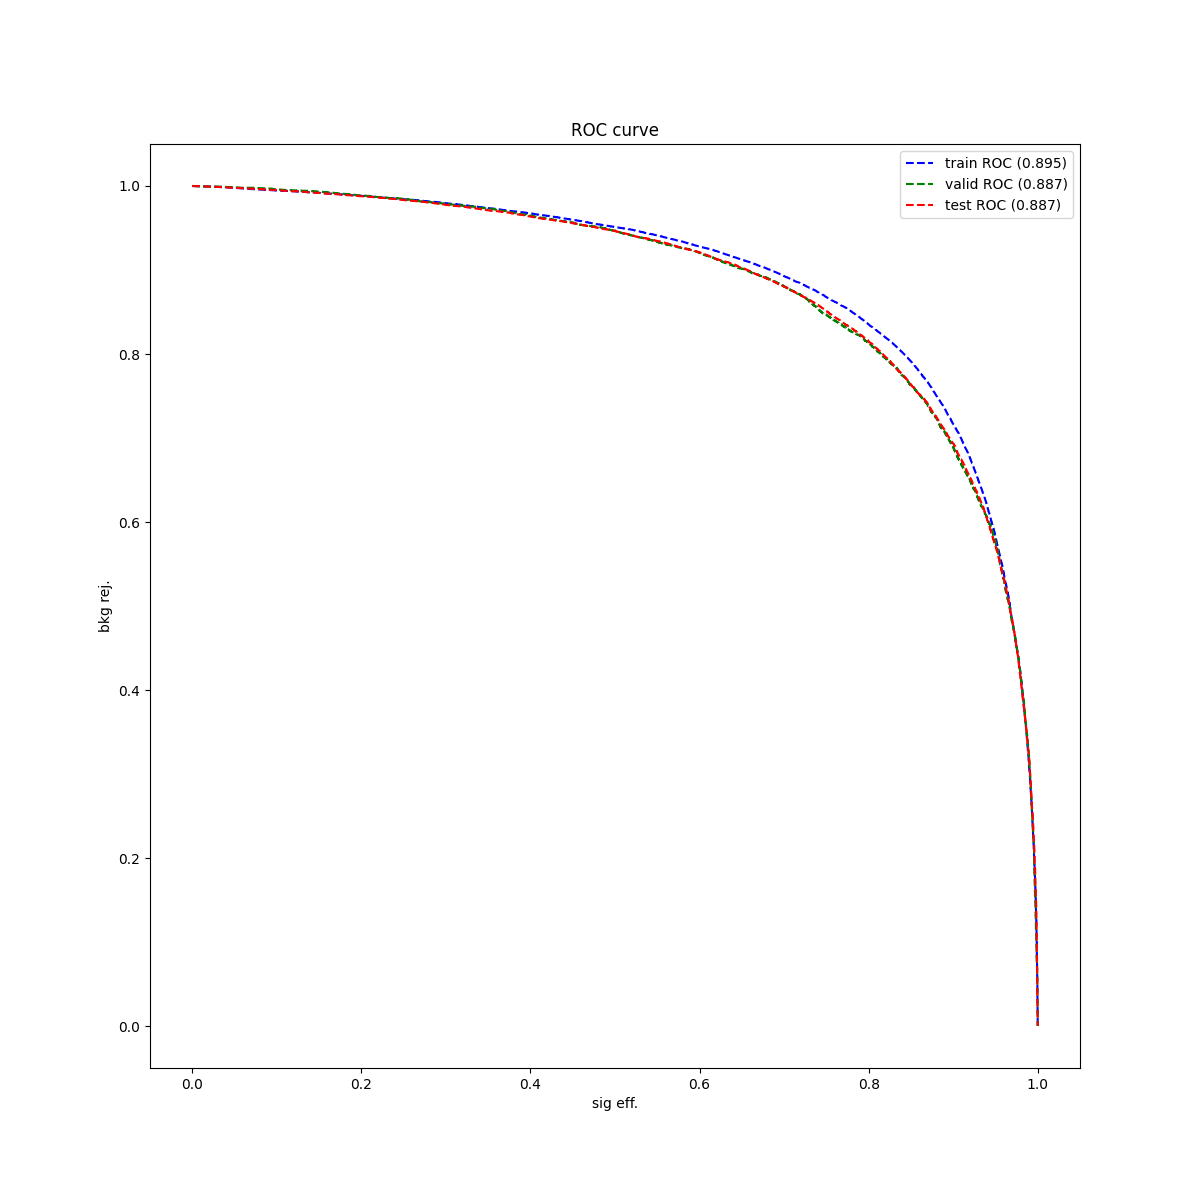 ROC curve
train ROC (0.895)
valid ROC (0.887)
test ROC (0.887)
1.0
0.8
0.6
0.4
0.2
0.0
bkg rej.
0.0 0.2 0.4 0.6 0.8 1.0
sig eff.